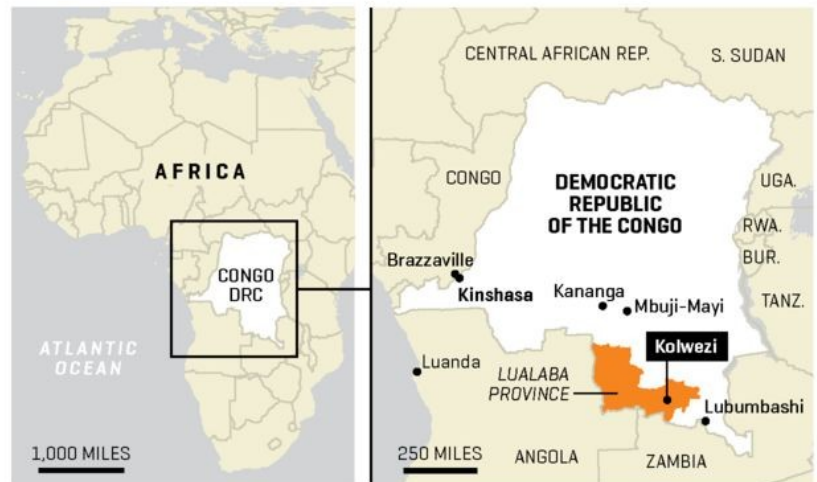 AFRICA
CONGO
DRC
ATLANTIC
OCEAN
1,000 MILES
CENTRAL AFRICAN REP.
S. SUDAN
CONGO
DEMOCRATIC
REPUBLIC
OF THE CONGO
UGA.
RWA.
BUR.
TANZ.
Brazzaville
Kinshasa
Kananga
Mbuji-Mayi
Luanda
Kolwezi
LUALABA
PROVINCE
Lubumbashi
250 MILES
ANGOLA
ZAMBIA